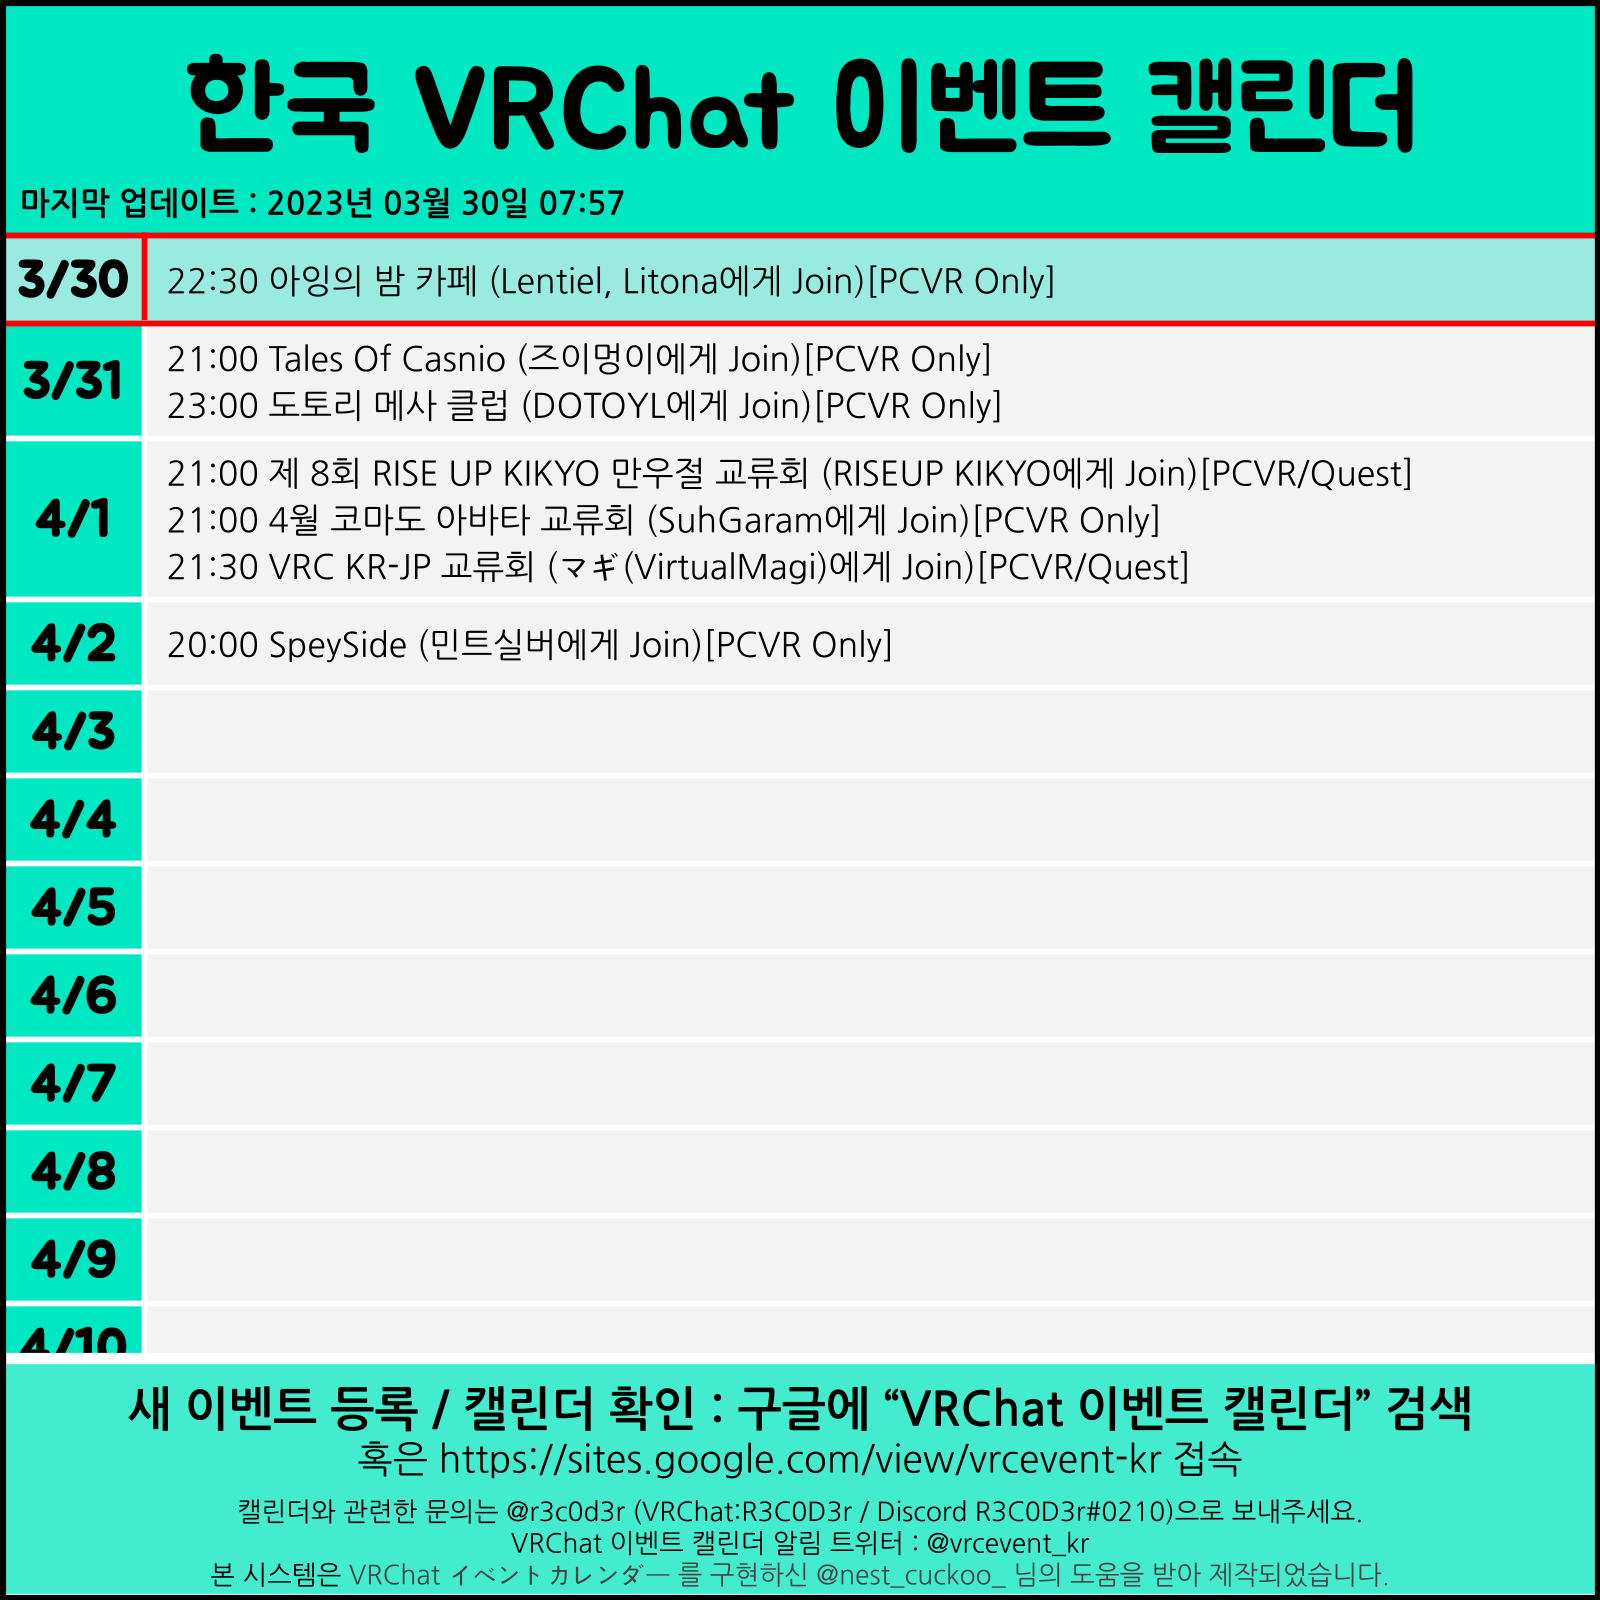 한국 VRChat 이벤트 캘린더
마지막 업데이트 : 2023년 03월 30일 07:57
3/30
22:30 아잉의 밤 카페 (Lentiel, Litona에게 Join)[PCVR Only]
3/31
21:00 Tales Of Casnio (즈이멍이에게 Join)[PCVR Only]
23:00 도토리 메사 클럽 (DOTOYL에게 Join)[PCVR Only]
4/1
21:00 제 8회 RISE UP KIKYO 만우절 교류회 (RISEUP KIKYO에게 Join)[PCVR/Quest]
21:00 4월 코마도 아바타 교류회 (SuhGaram에게 Join)[PCVR Only]
21:30 VRC KR-JP 교류회 (マギ(VirtualMagi)에게 Join)[PCVR/Quest]
4/2
20:00 SpeySide (민트실버에게 Join)[PCVR Only]
4/3
4/4
4/5
4/6
4/7
4/8
4/9
4/10
새 이벤트 등록 / 캘린더 확인 : 구글에 “VRChat 이벤트 캘린더” 검색
혹은 https://sites.google.com/view/vrcevent-kr 접속
캘린더와 관련한 문의는 @r3c0d3r (VRChat:R3C0D3r / Discord R3C0D3r#0210)으로 보내주세요.
VRChat 이벤트 캘린더 알림 트위터 : @vrcevent_kr
본 시스템은 VRChat イベントカレンダー 를 구현하신 @nest_cuckoo_ 님의 도움을 받아 제작되었습니다.